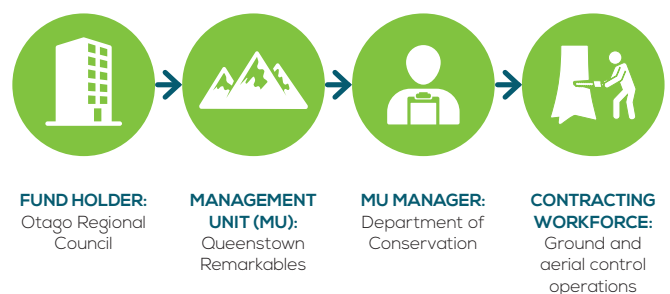 FUND HOLDER:
Otago Regional
Council
MANAGEMENT
UNIT (MU):
Queenstown
Remarkables
MU MANAGER:
Department of
Conservation
CONTRACTING
WORKFORCE:
Ground and
aerial control
operations